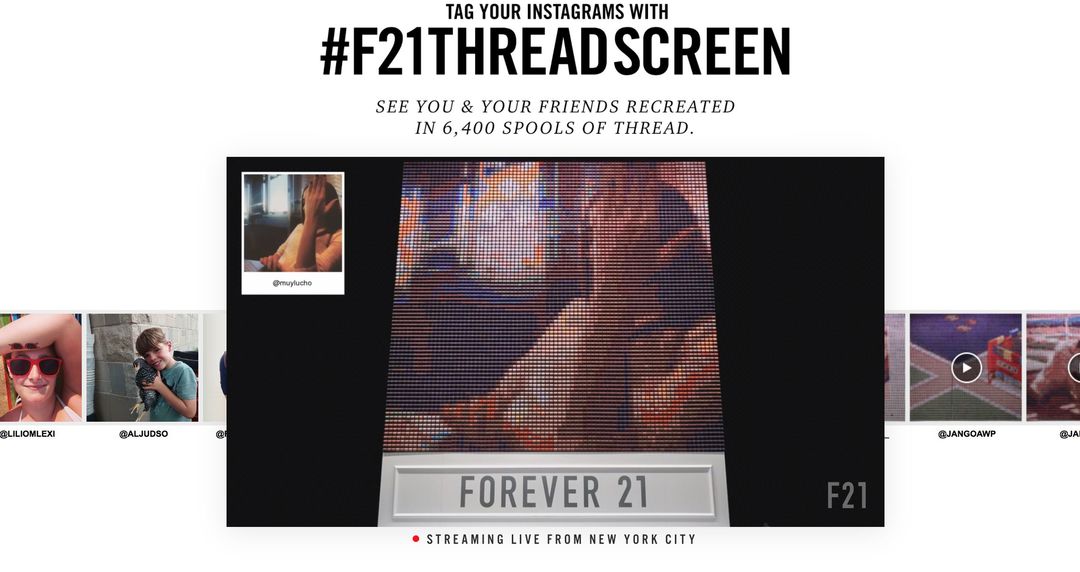 TAG YOUR INSTAGRAMS WITH
#F21THREADSCREEN
SEE YOU & YOUR FRIENDS RECREATED
IN 6,400 SPOOLS OF THREAD.
@muylucho
@LILIOMLEXI
@ALJUDSO
@JANGOAWP
FOREVER 21
F21
STREAMING LIVE FROM NEW YORK CITY